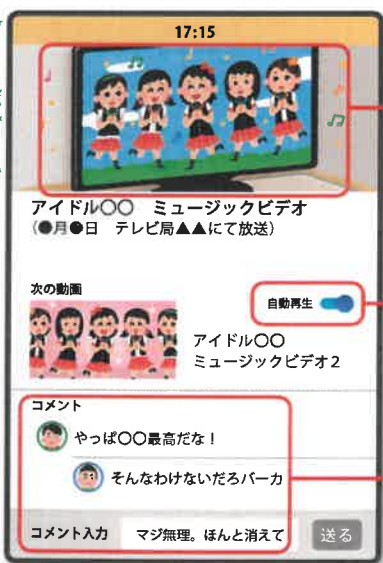 17:15
アイドル〇〇　ミュージックビデオ
(●月●日　テレビ局▲▲にて放送)
次の動画
自動再生
アイドル〇〇
ミュージックビデオ2
コメント
やっぱ〇〇最高だな！
そんなわけないだろバーカ
コメント入力　マジ無理。ほんと消えて　送る